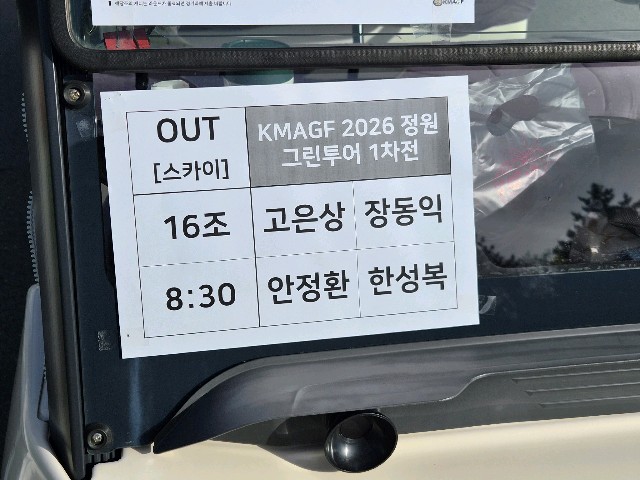 OUT
[스카이]
KMAGF 2026 정원
그린투어 1차전
16조
고은상 장동익
8:30
안정환 한성복